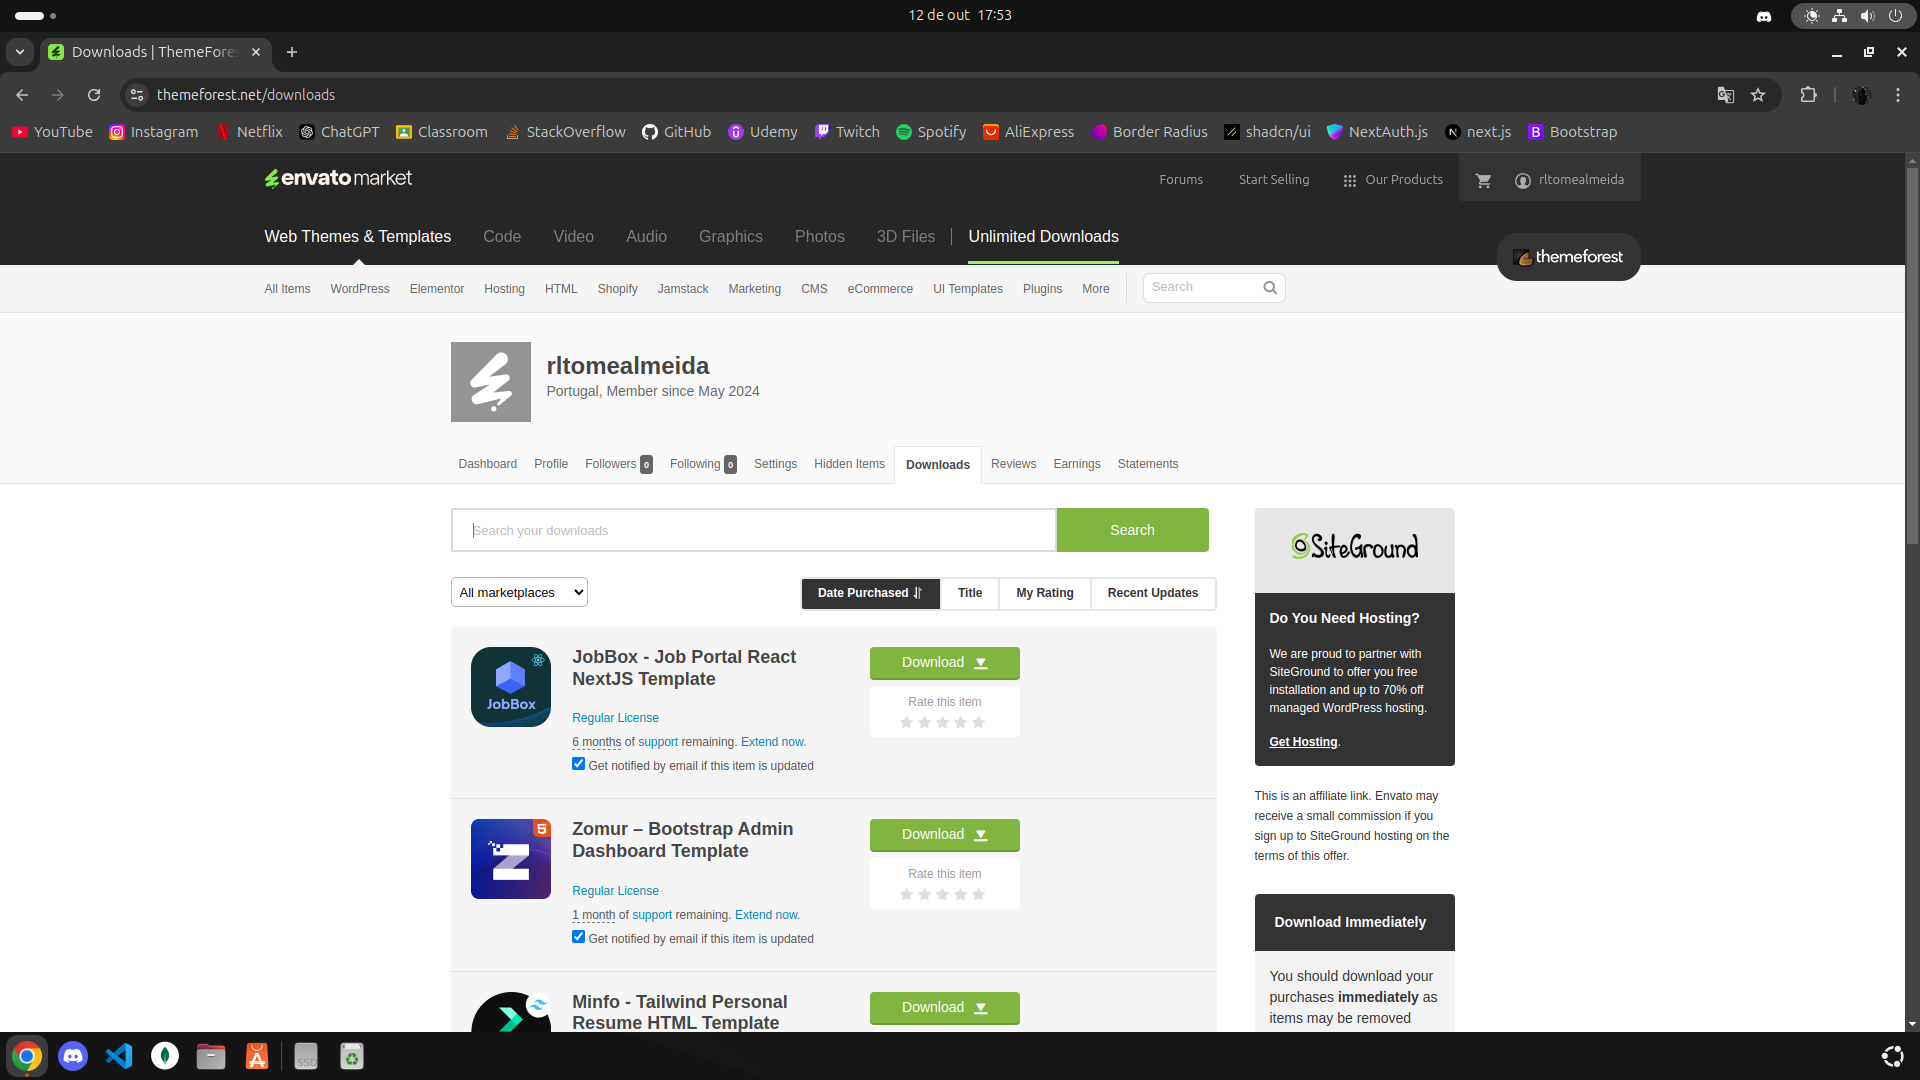 12 de out 17:53
Downloads | ThemeFores
themeforest.net/downloads
YouTube Instagram Netflix ChatGPT Classroom StackOverflow GitHub Udemy Twitch Spotify AliExpress Border Radius shadcn/ui NextAuth.js next.js Bootstrap
envato market
Forums Start Selling Our Products rltomealmeida
Web Themes & Templates Code Video Audio Graphics Photos 3D Files Unlimited Downloads
themeforest
All Items WordPress Elementor Hosting HTML Shopify Jamstack Marketing CMS eCommerce UI Templates Plugins More Search
rltomealmeida
Portugal, Member since May 2024
Dashboard Profile Followers 0 Following 0 Settings Hidden Items Downloads Reviews Earnings Statements
Search your downloads Search
All marketplaces Date Purchased Title My Rating Recent Updates
JobBox
JobBox - Job Portal React
NextJS Template
Regular License
6 months of support remaining. Extend now.
Get notified by email if this item is updated
Download
Rate this item
Zomur – Bootstrap Admin
Dashboard Template
Regular License
1 month of support remaining. Extend now.
Get notified by email if this item is updated
Download
Rate this item
Minfo - Tailwind Personal
Resume HTML Template
Download
SiteGround
Do You Need Hosting?
We are proud to partner with
SiteGround to offer you free
installation and up to 70% off
managed WordPress hosting.
Get Hosting.
This is an affiliate link. Envato may
receive a small commission if you
sign up to SiteGround hosting on the
terms of this offer.
Download Immediately
You should download your
purchases immediately as
items may be removed
SSD